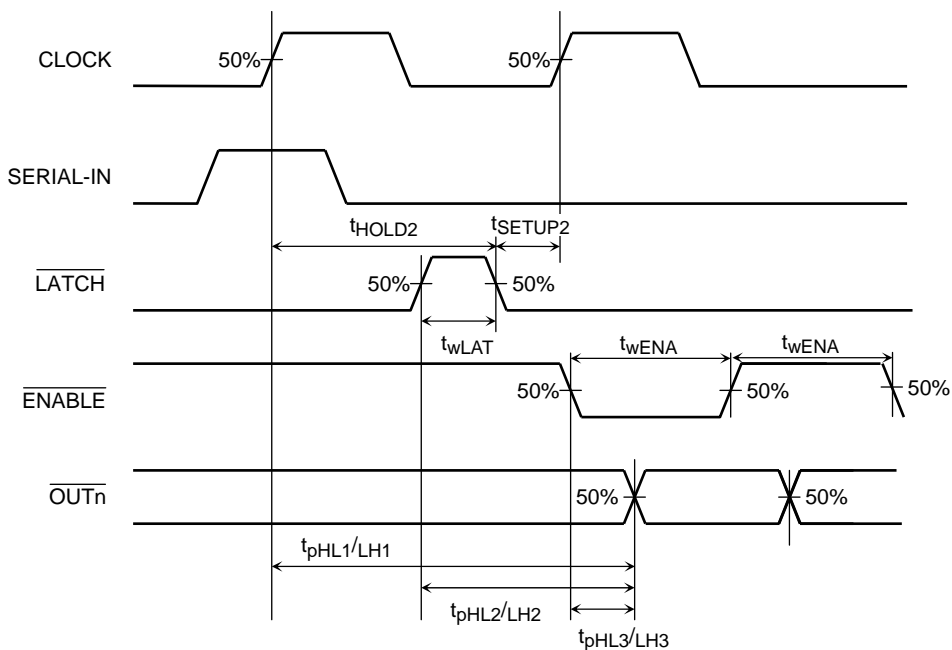 CLOCK
50%
50%
SERIAL-IN
tHOLD2
tSETUP2
LATCH
50%
50%
twLAT
twENA
twENA
ENABLE
50%
50%
50%
OUTn
50%
50%
tpHL1/LH1
tpHL2/LH2
tpHL3/LH3